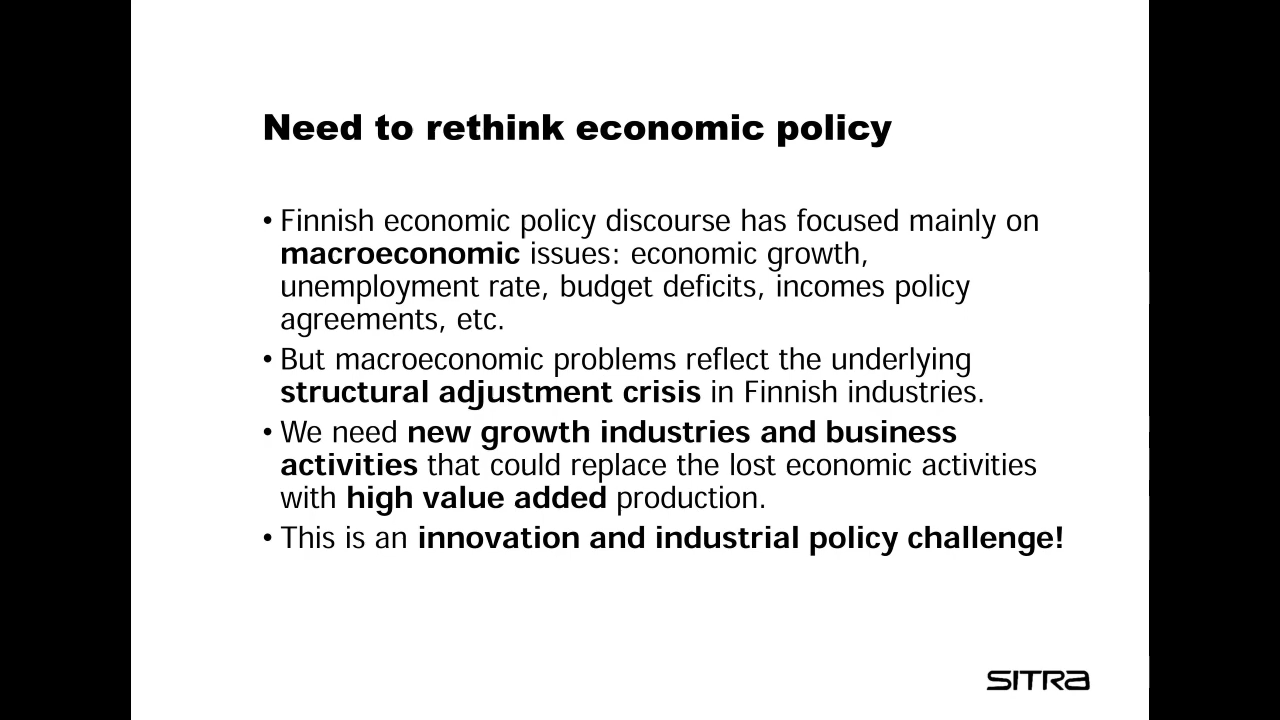 Need to rethink economic policy
• Finnish economic policy discourse has focused mainly on
macroeconomic issues: economic growth,
unemployment rate, budget deficits, incomes policy
agreements, etc.
• But macroeconomic problems reflect the underlying
structural adjustment crisis in Finnish industries.
• We need new growth industries and business
activities that could replace the lost economic activities
with high value added production.
• This is an innovation and industrial policy challenge!
SITRA